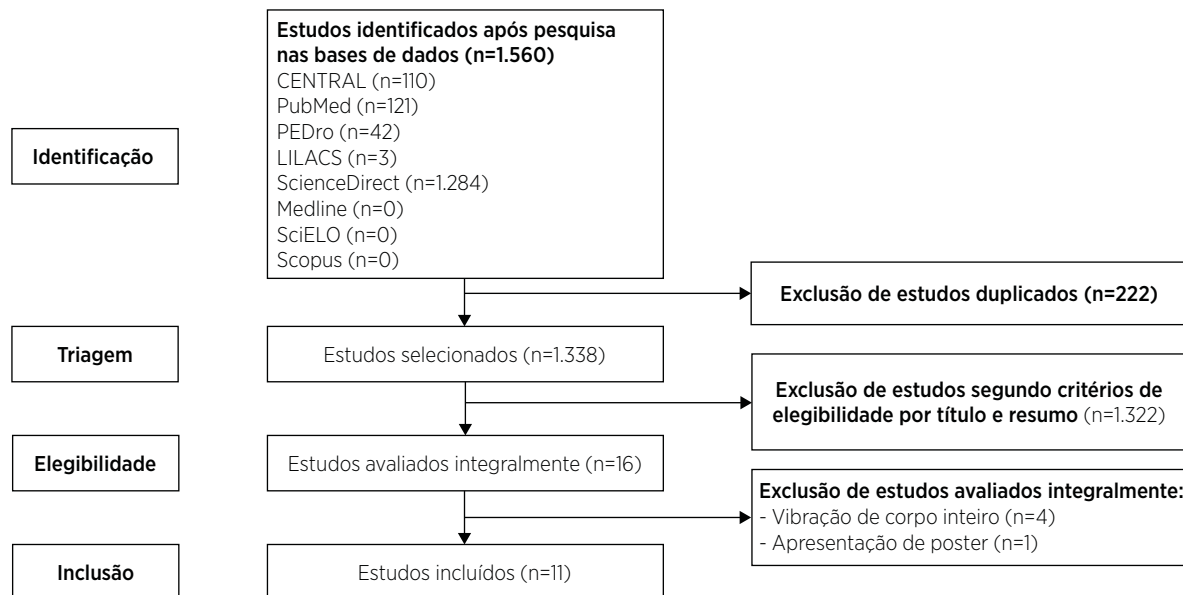 Identificação
Estudos identificados após pesquisa
nas bases de dados (n=1.560)
CENTRAL (n=110)
PubMed (n=121)
PEDro (n=42)
LILACS (n=3)
ScienceDirect (n=1.284)
Medline (n=0)
SciELO (n=0)
Scopus (n=0)
Exclusão de estudos duplicados (n=222)
Triagem
Estudos selecionados (n=1.338)
Exclusão de estudos segundo critérios de
elegibilidade por título e resumo (n=1.322)
Elegibilidade
Estudos avaliados integralmente (n=16)
Exclusão de estudos avaliados integralmente:
- Vibração de corpo inteiro (n=4)
- Apresentação de poster (n=1)
Inclusão
Estudos incluídos (n=11)